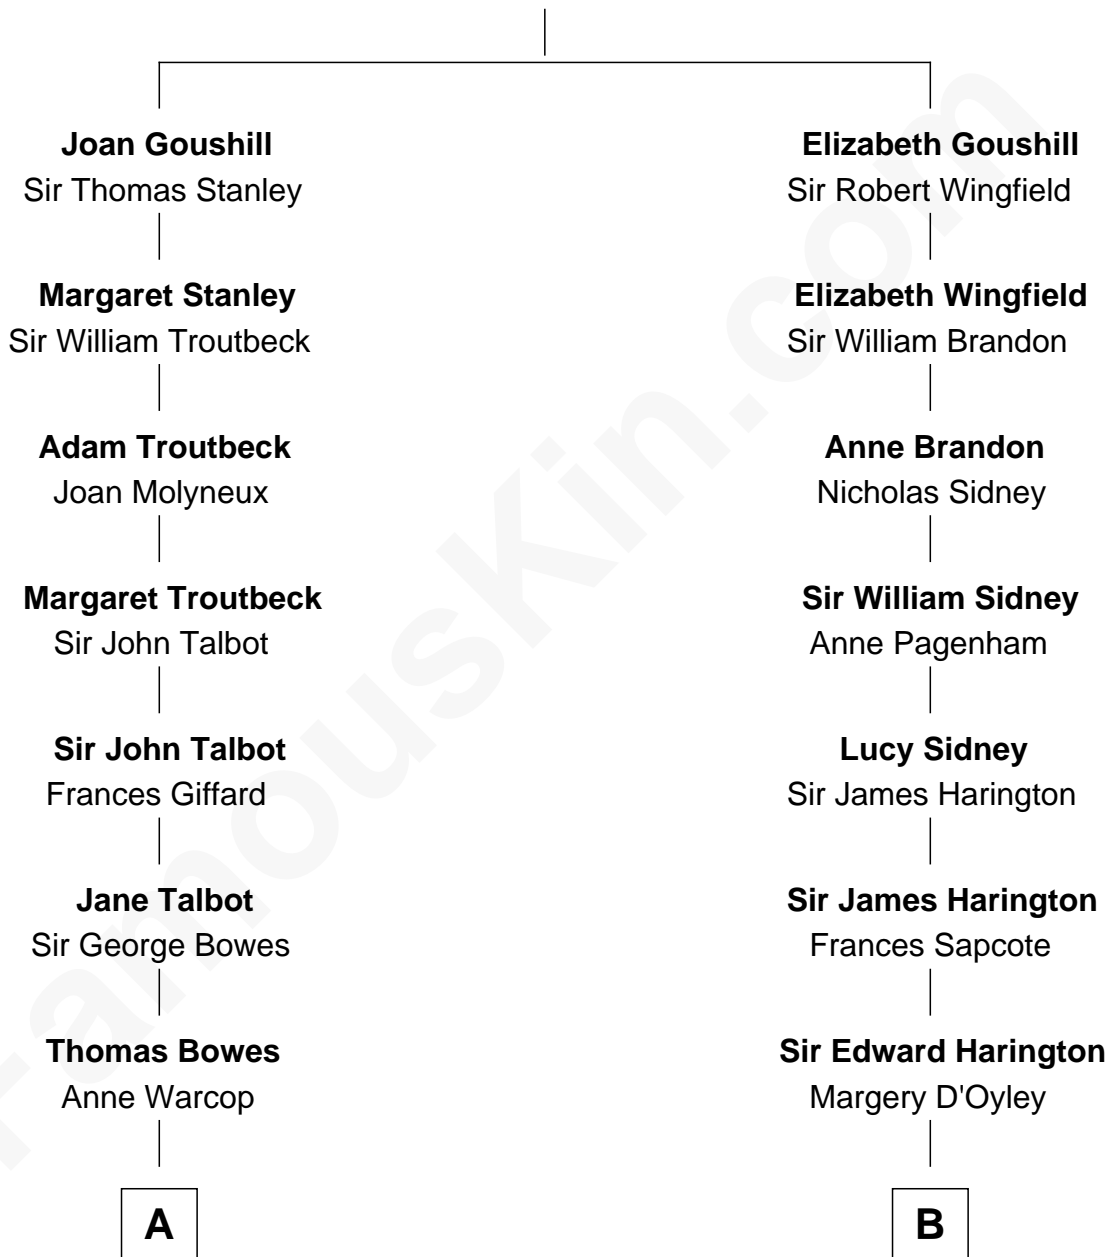 Joan Goushill
Sir Thomas Stanley
Margaret Stanley
Sir William Troutbeck
Adam Troutbeck
Joan Molyneux
Margaret Troutbeck
Sir John Talbot
Sir John Talbot
Frances Giffard
Jane Talbot
Sir George Bowes
Thomas Bowes
Anne Warcop
A
Elizabeth Goushill
Sir Robert Wingfield
Elizabeth Wingfield
Sir William Brandon
Anne Brandon
Nicholas Sidney
Sir William Sidney
Anne Pagenham
Lucy Sidney
Sir James Harington
Sir James Harington
Frances Sapcote
Sir Edward Harington
Margery D'Oyley
B
FamousKin.com